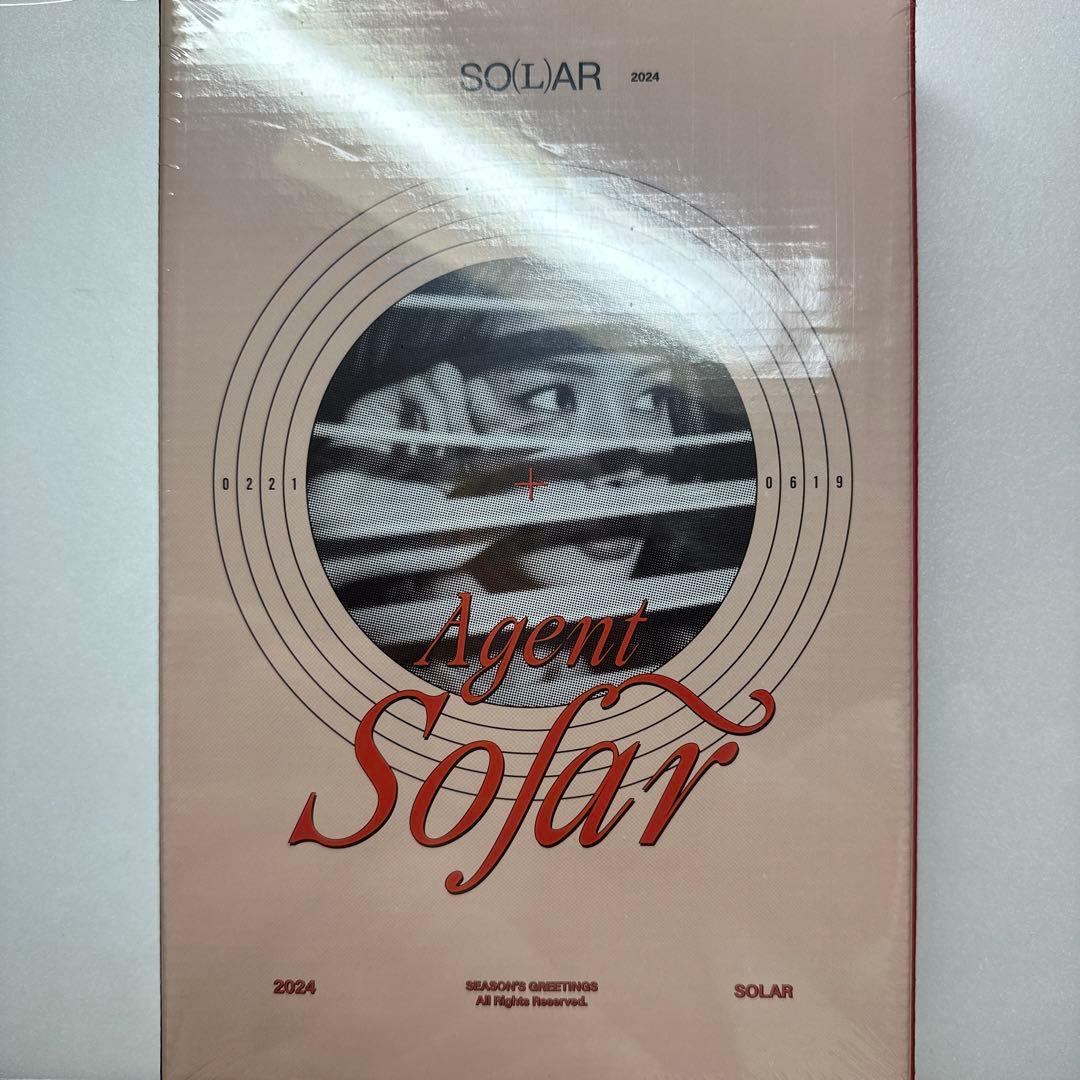 SO(L)AR 2024
0221 0619
Agent
Solar
2024 SEASON'S GREETINGS SOLAR
All Rights Reserved.